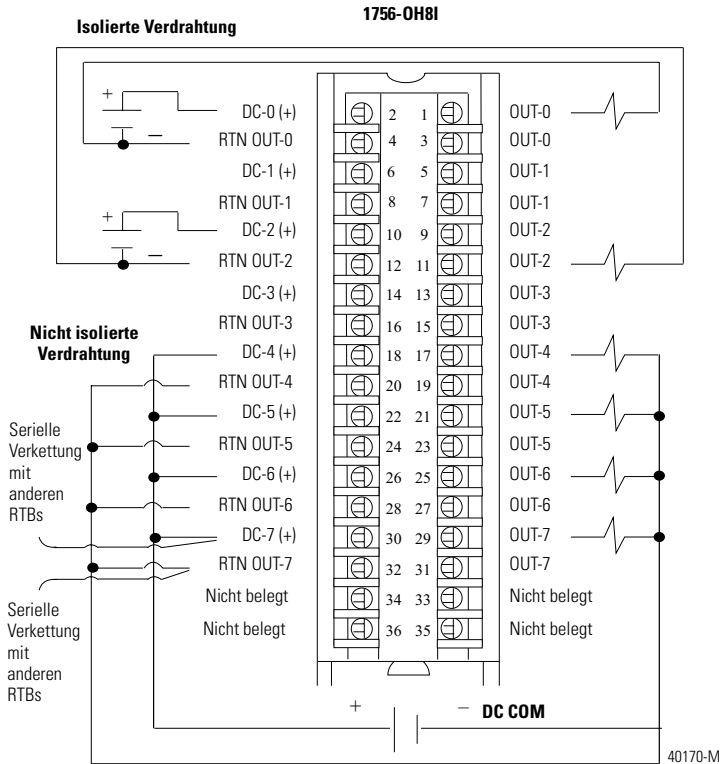 1756-OH8I
Isolierte Verdrahtung
+
DC-0 (+) 2 1 OUT-0
– RTN OUT-0 4 3 OUT-0
DC-1 (+) 6 5 OUT-1
RTN OUT-1 8 7 OUT-1
+ DC-2 (+) 10 9 OUT-2
– RTN OUT-2 12 11 OUT-2
DC-3 (+) 14 13 OUT-3
RTN OUT-3 16 15 OUT-3
Nicht isolierte
Verdrahtung
DC-4 (+) 18 17 OUT-4
RTN OUT-4 20 19 OUT-4
DC-5 (+) 22 21 OUT-5
RTN OUT-5 24 23 OUT-5
DC-6 (+) 26 25 OUT-6
RTN OUT-6 28 27 OUT-6
DC-7 (+) 30 29 OUT-7
RTN OUT-7 32 31 OUT-7
Nicht belegt 34 33 Nicht belegt
Nicht belegt 36 35 Nicht belegt
Serielle
Verkettung
mit
anderen
RTBs
Serielle
Verkettung
mit
anderen
RTBs
+ – DC COM
40170-M